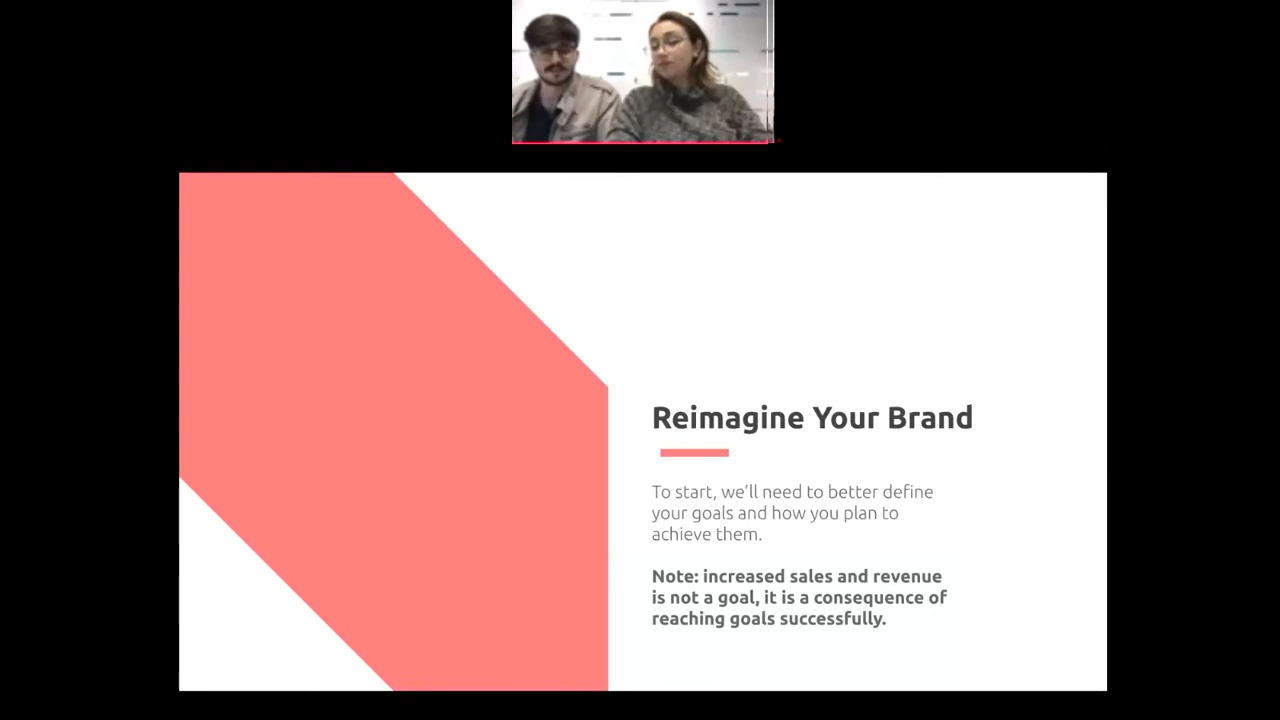 Reimagine Your Brand
To start, we'll need to better define
your goals and how you plan to
achieve them.
Note: increased sales and revenue
is not a goal, it is a consequence of
reaching goals successfully.